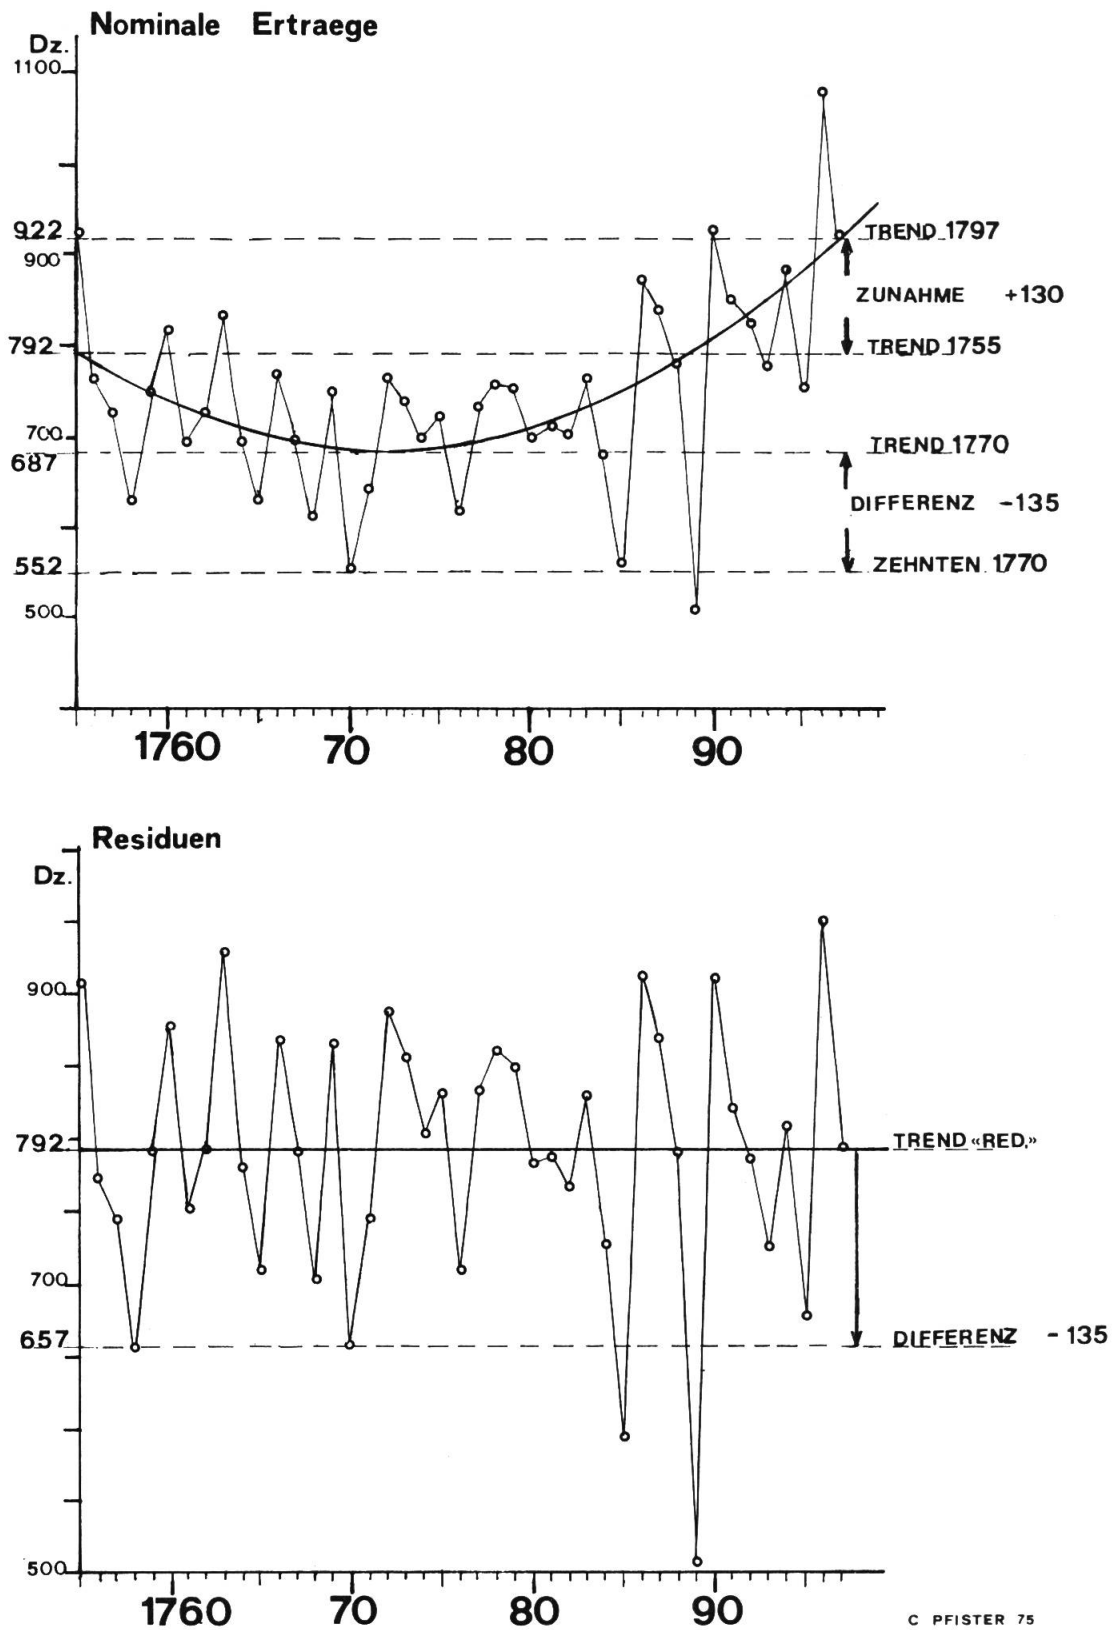 Nominale Ertraege
Dz.
1100
922
TREND 1797
900
ZUNAHME +130
792
TREND 1755
700
TREND 1770
687
DIFFERENZ -135
552
ZEHNTEN 1770
500
1760 70 80 90
Residuen
Dz.
900
792
TREND «RED.»
700
657
DIFFERENZ -135
500
1760 70 80 90
C PFISTER 75